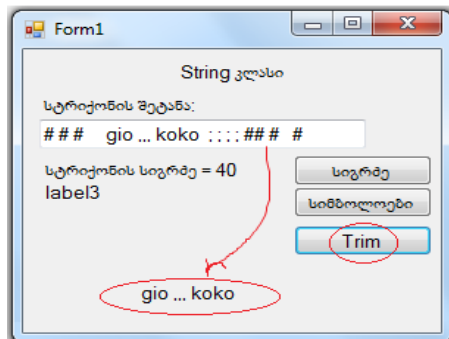 Form1
String კლასი
სტრიქონის შეტანა:
# # #    gio ,,, koko  ; ; ; ; ## #  #
სტრიქონის სიგრძე = 40
სიგრძე
label3
სიმბოლოები
Trim
gio ,,, koko